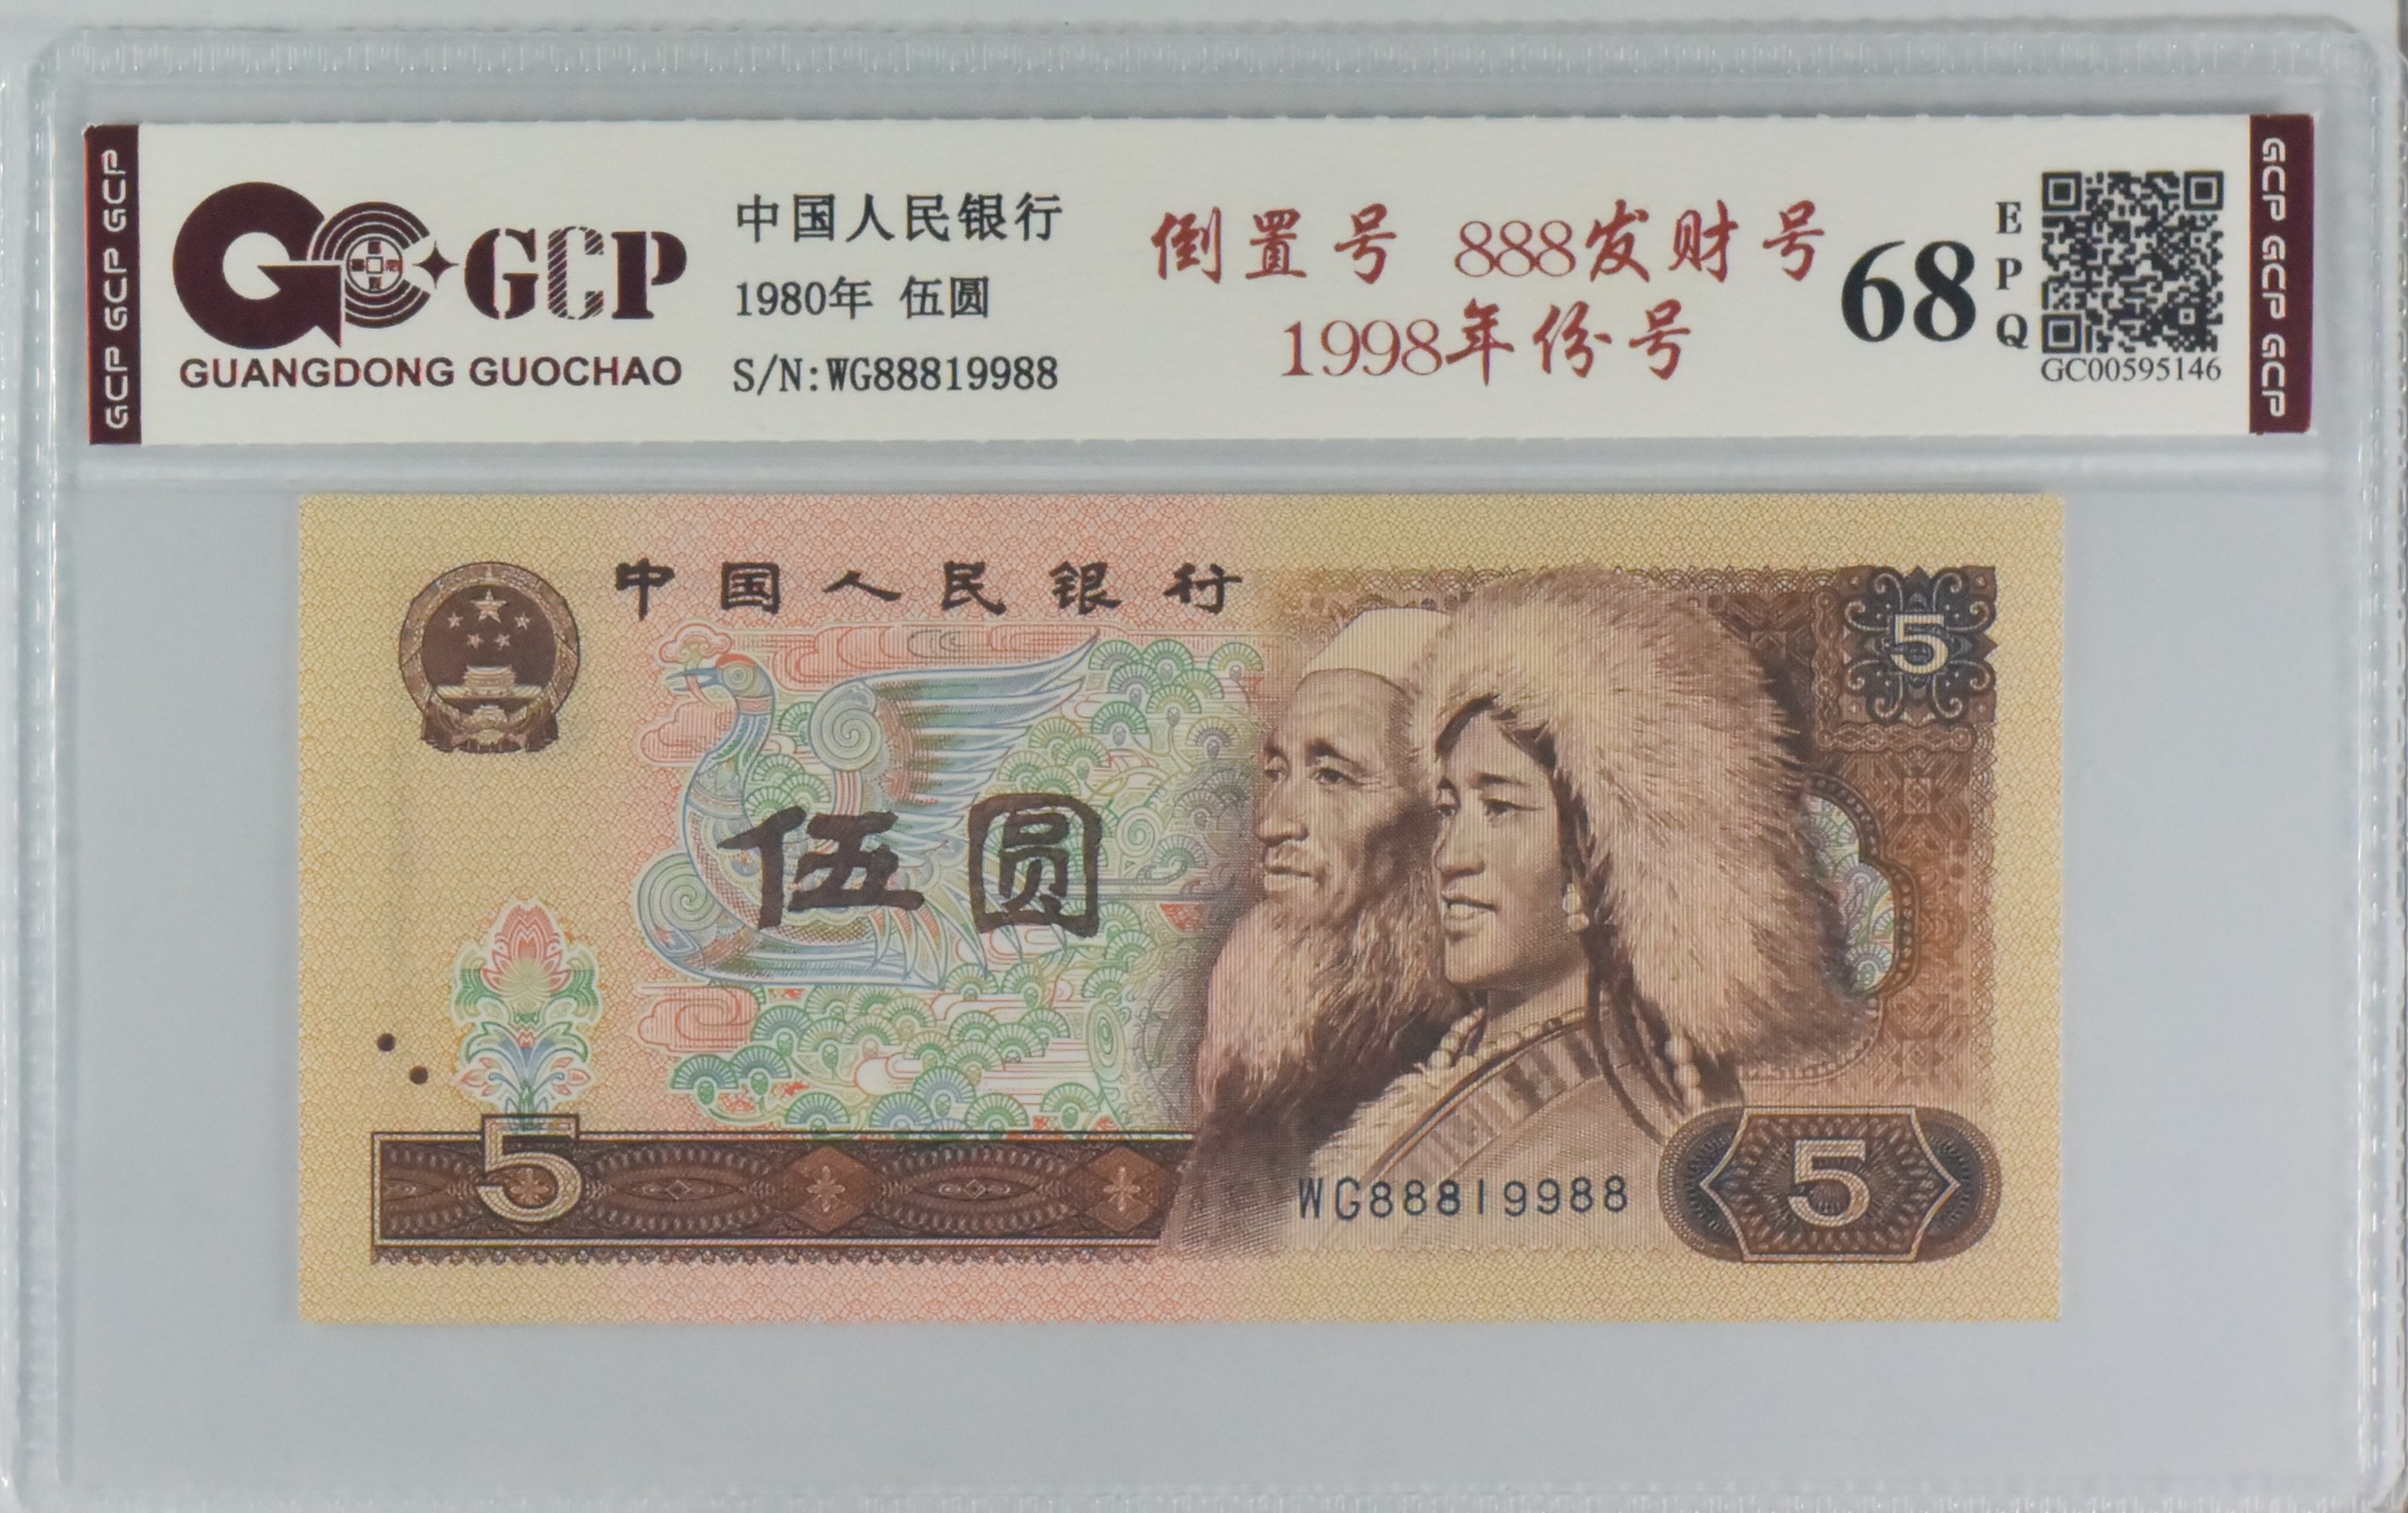 GCP GCP GCP
GCP
GUANGDONG GUOCHAO
中国人民银行
1980年 伍圆
S/N:WG88819988
倒置号 888发财号
1998年份号
68
EPQ
GC00595146
GCP GCP GCP
中国人民银行
5
伍圆
5
WG88819988
5